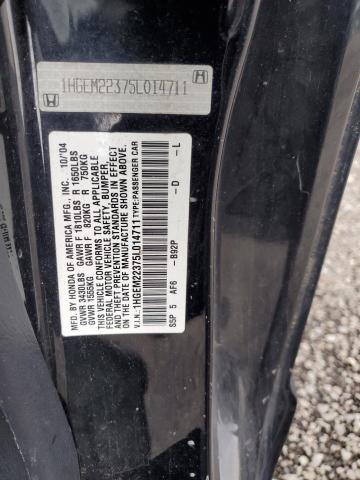 1HGEM22375L014711
MFD. BY HONDA OF AMERICA MFG., INC. 10/04
GVWR 3430LBS GAWR F 1810LBS R 1650LBS
GVWR 1555KG GAWR F 820KG R 750KG
THIS VEHICLE CONFORMS TO ALL APPLICABLE
FEDERAL MOTOR VEHICLE SAFETY, BUMPER,
AND THEFT PREVENTION STANDARDS IN EFFECT
ON THE DATE OF MANUFACTURE SHOWN ABOVE.
V.I.N.: 1HGEM22375L014711 TYPE: PASSENGER CAR
S5P 5 AF6 -B92P -D -L